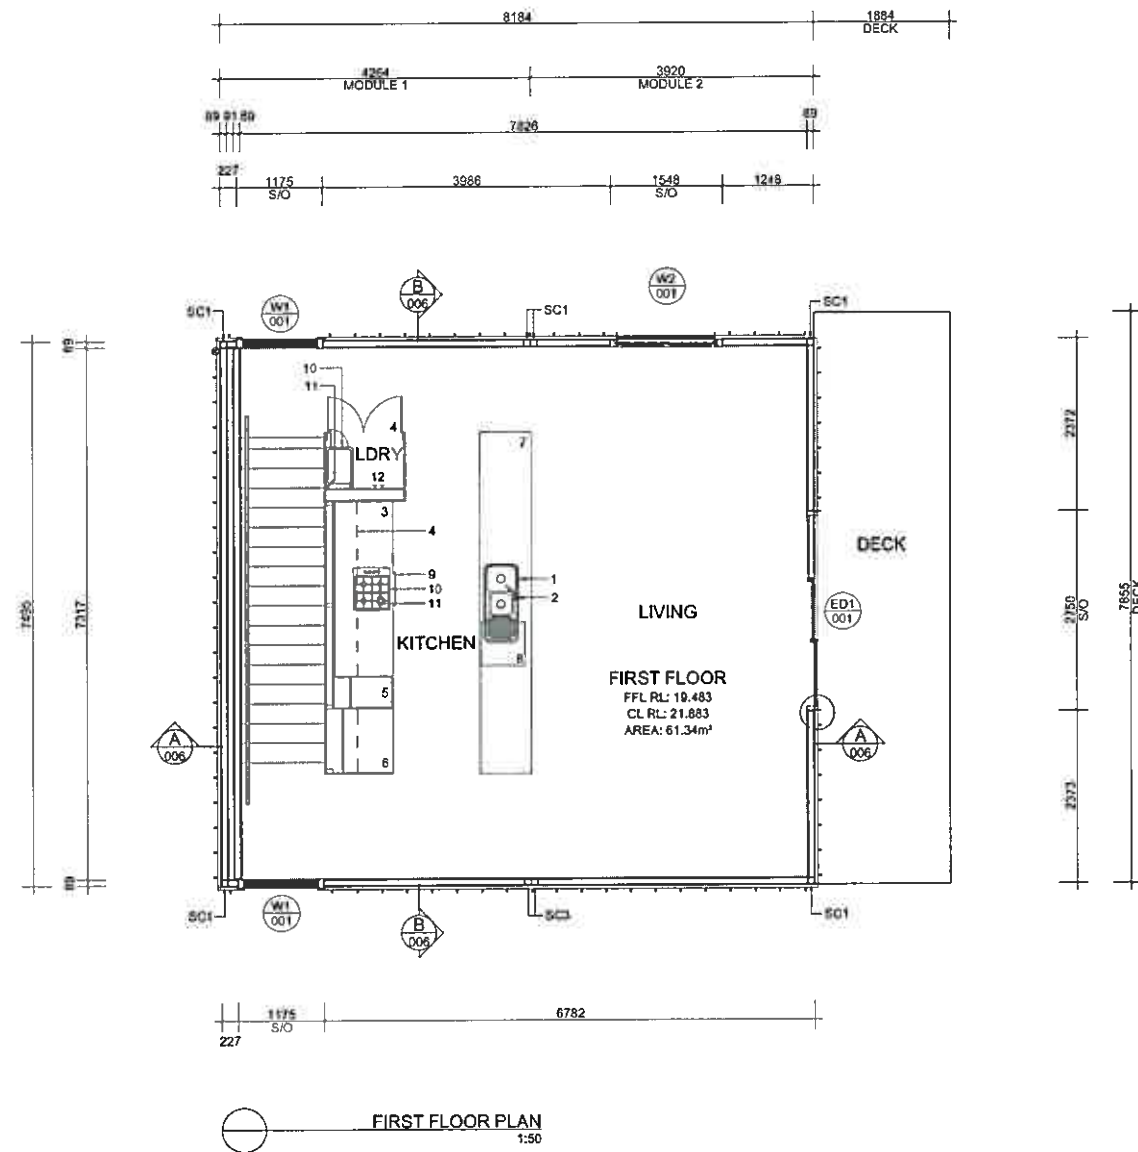 8184
1884
DECK
4264
MODULE 1
3920
MODULE 2
89 91 89
7826
89
227
1175
S/O
3986
1548
S/O
1248
B
006
W2
001
W1
001
SC1
SC1
SC1
89
10
11
4
LDRY
12
3
4
9
10
11
7
1
2
8
KITCHEN
5
6
LIVING
FIRST FLOOR
FFL RL: 19.483
CL RL: 21.883
AREA: 61.34m²
DECK
ED1
001
2372
2750
S/O
2373
7855
DECK
7495
7317
A
006
A
006
89
SC1
W1
001
B
006
SC1
1175
S/O
6782
227
FIRST FLOOR PLAN
1:50